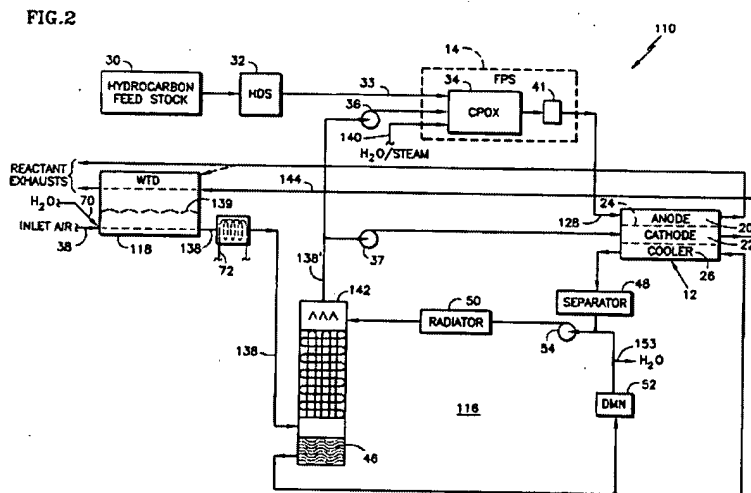 FIG.2
110
30
HYDROCARBON
FEED STOCK
32
HDS
33
14
FPS
34
CPOX
41
36
140
H₂O/STEAM
REACTANT
EXHAUSTS
WTD
144
139
H₂O
70
INLET AIR
38
118
138
72
138'
37
128
24
ANODE
20
CATHODE
22
COOLER
26
12
142
50
RADIATOR
48
SEPARATOR
54
153
H₂O
138
116
52
DMN
46